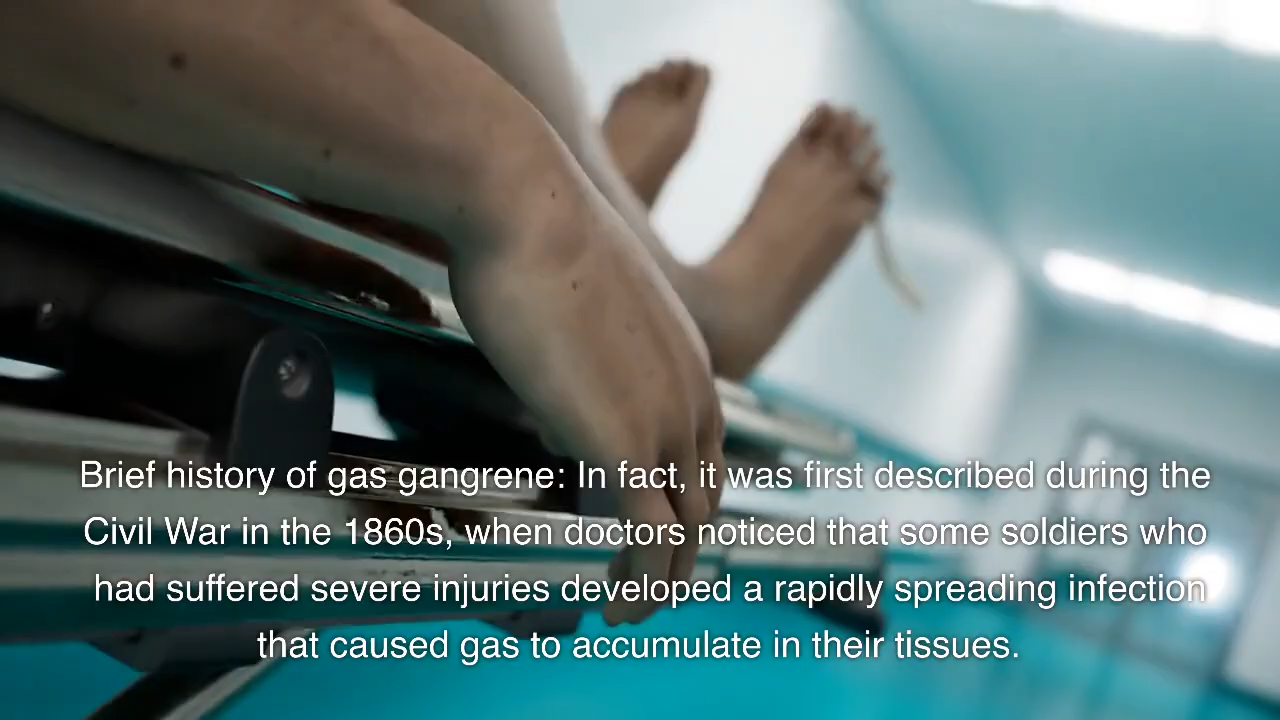 Brief history of gas gangrene: In fact, it was first described during the
Civil War in the 1860s, when doctors noticed that some soldiers who
had suffered severe injuries developed a rapidly spreading infection
that caused gas to accumulate in their tissues.